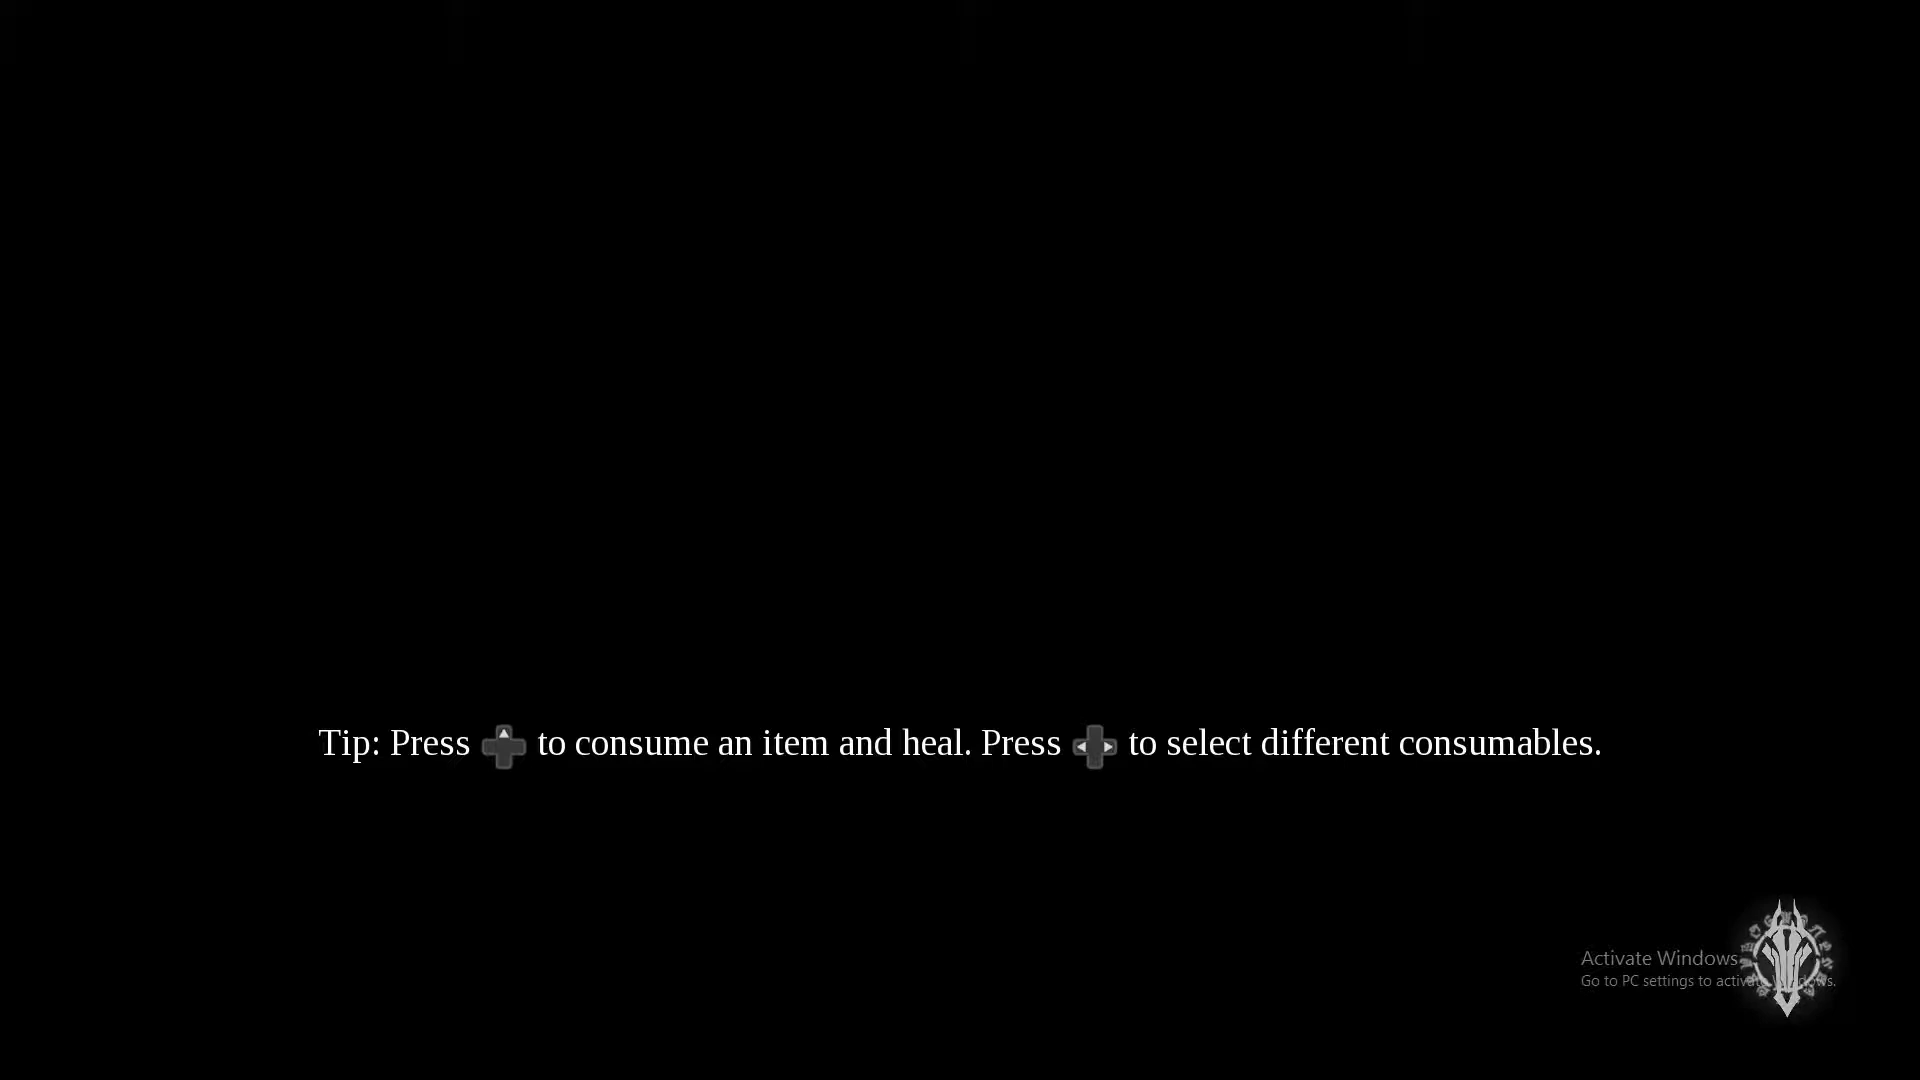 Tip: Press to consume an item and heal. Press to select different consumables.
Activate Windows
Go to PC settings to activate Windows.